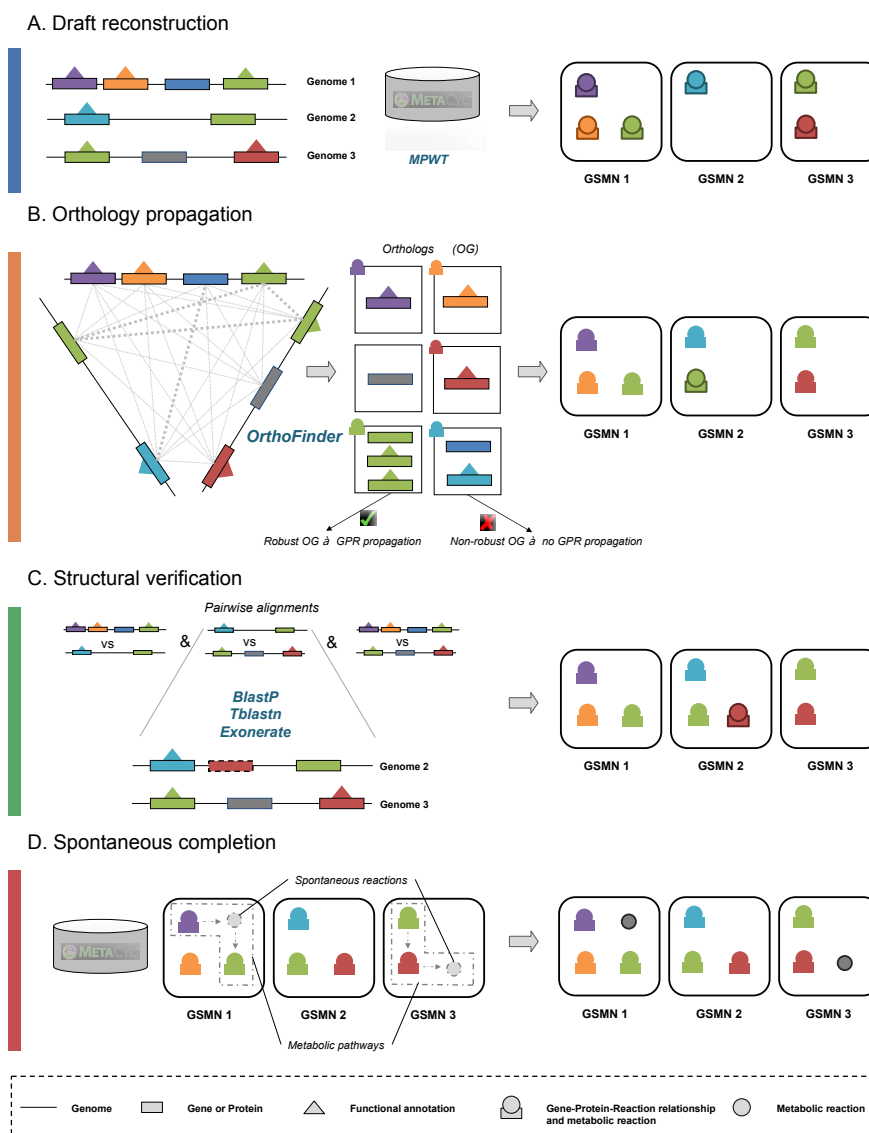 A. Draft reconstruction
Genome 1
Genome 2
Genome 3
METACYC
MPWT
GSMN 1
GSMN 2
GSMN 3
B. Orthology propagation
Orthologs (OG)
OrthoFinder
GSMN 1
GSMN 2
GSMN 3
Robust OG à GPR propagation
Non-robust OG à no GPR propagation
C. Structural verification
Pairwise alignments
vs
&
vs
&
vs
BlastP
Tblastn
Exonerate
Genome 2
Genome 3
GSMN 1
GSMN 2
GSMN 3
D. Spontaneous completion
Spontaneous reactions
METACYC
GSMN 1
GSMN 2
GSMN 3
Metabolic pathways
GSMN 1
GSMN 2
GSMN 3
Genome
Gene or Protein
Functional annotation
Gene-Protein-Reaction relationship
and metabolic reaction
Metabolic reaction